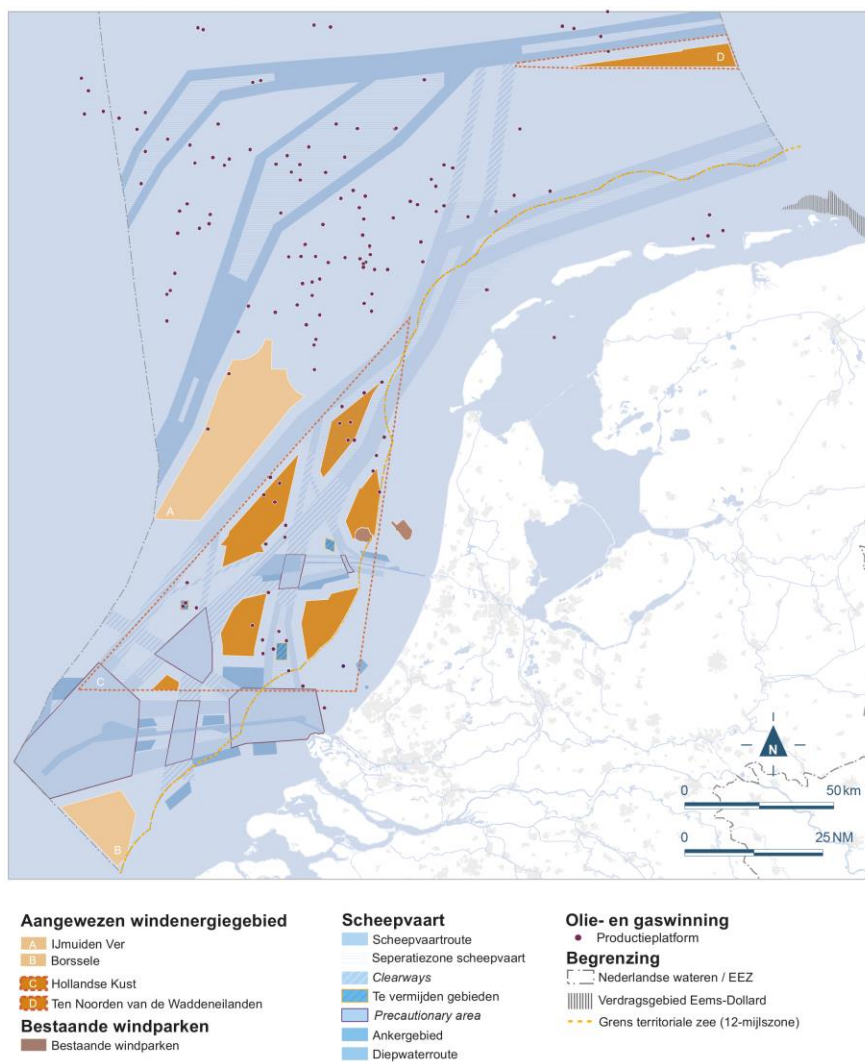 D
A
C
B
N
0 50 km
0 25 NM
Aangewezen windenergiegebied
A IJmuiden Ver
B Borssele
C Hollandse Kust
D Ten Noorden van de Waddeneilanden
Bestaande windparken
Bestaande windparken
Scheepvaart
Scheepvaartroute
Seperatiezone scheepvaart
Clearways
Te vermijden gebieden
Precautionary area
Ankergebied
Diepwaterroute
Olie- en gaswinning
Productieplatform
Begrenzing
Nederlandse wateren / EEZ
Verdragsgebied Eems-Dollard
Grens territoriale zee (12-mijlszone)